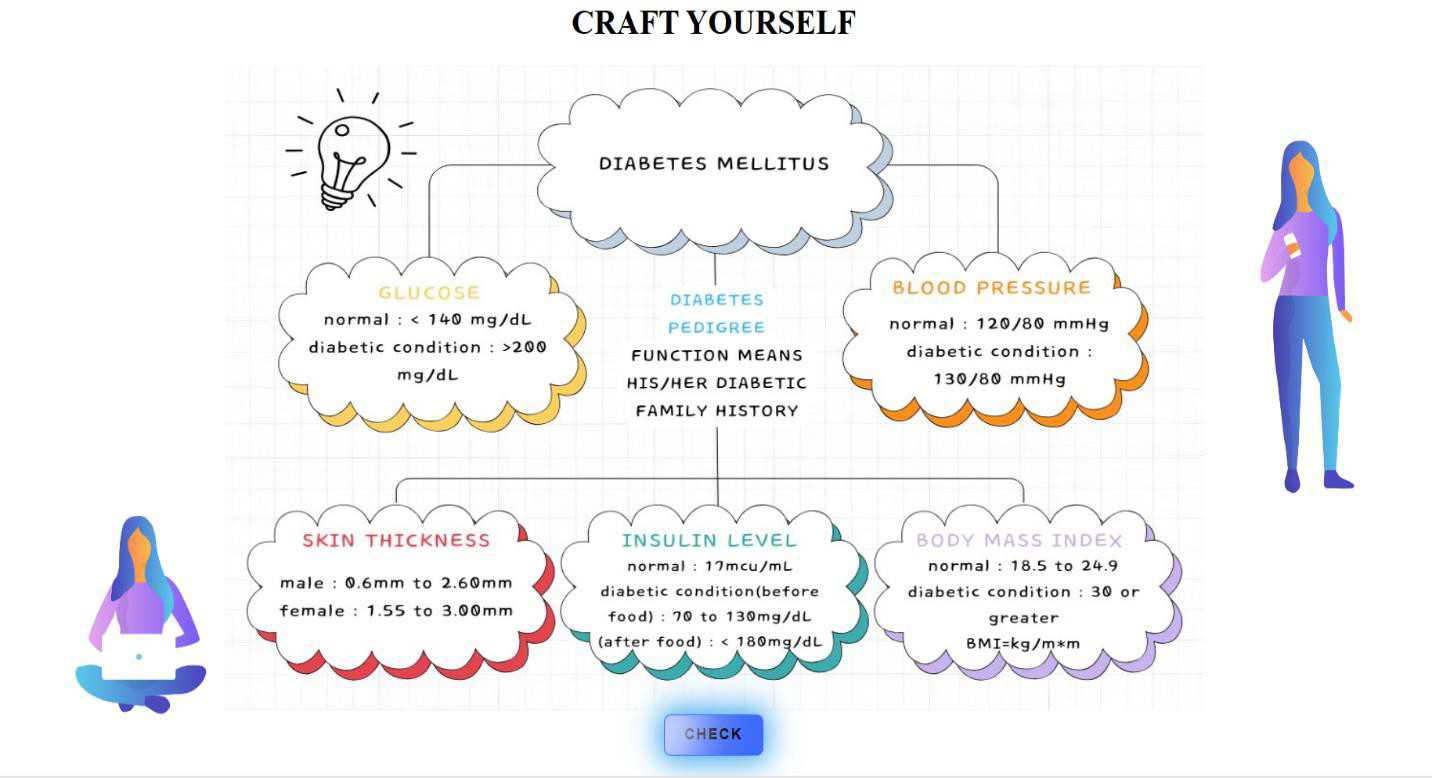 CRAFT YOURSELF
DIABETES MELLITUS
GLUCOSE
normal : < 140 mg/dL
diabetic condition : >200
mg/dL
DIABETES
PEDIGREE
FUNCTION MEANS
HIS/HER DIABETIC
FAMILY HISTORY
BLOOD PRESSURE
normal : 120/80 mmHg
diabetic condition :
130/80 mmHg
SKIN THICKNESS
male : 0.6mm to 2.60mm
female : 1.55 to 3.00mm
INSULIN LEVEL
normal : 17mcu/mL
diabetic condition(before
food) : 70 to 130mg/dL
(after food) : < 180mg/dL
BODY MASS INDEX
normal : 18.5 to 24.9
diabetic condition : 30 or
greater
BMI=kg/m*m
CHECK